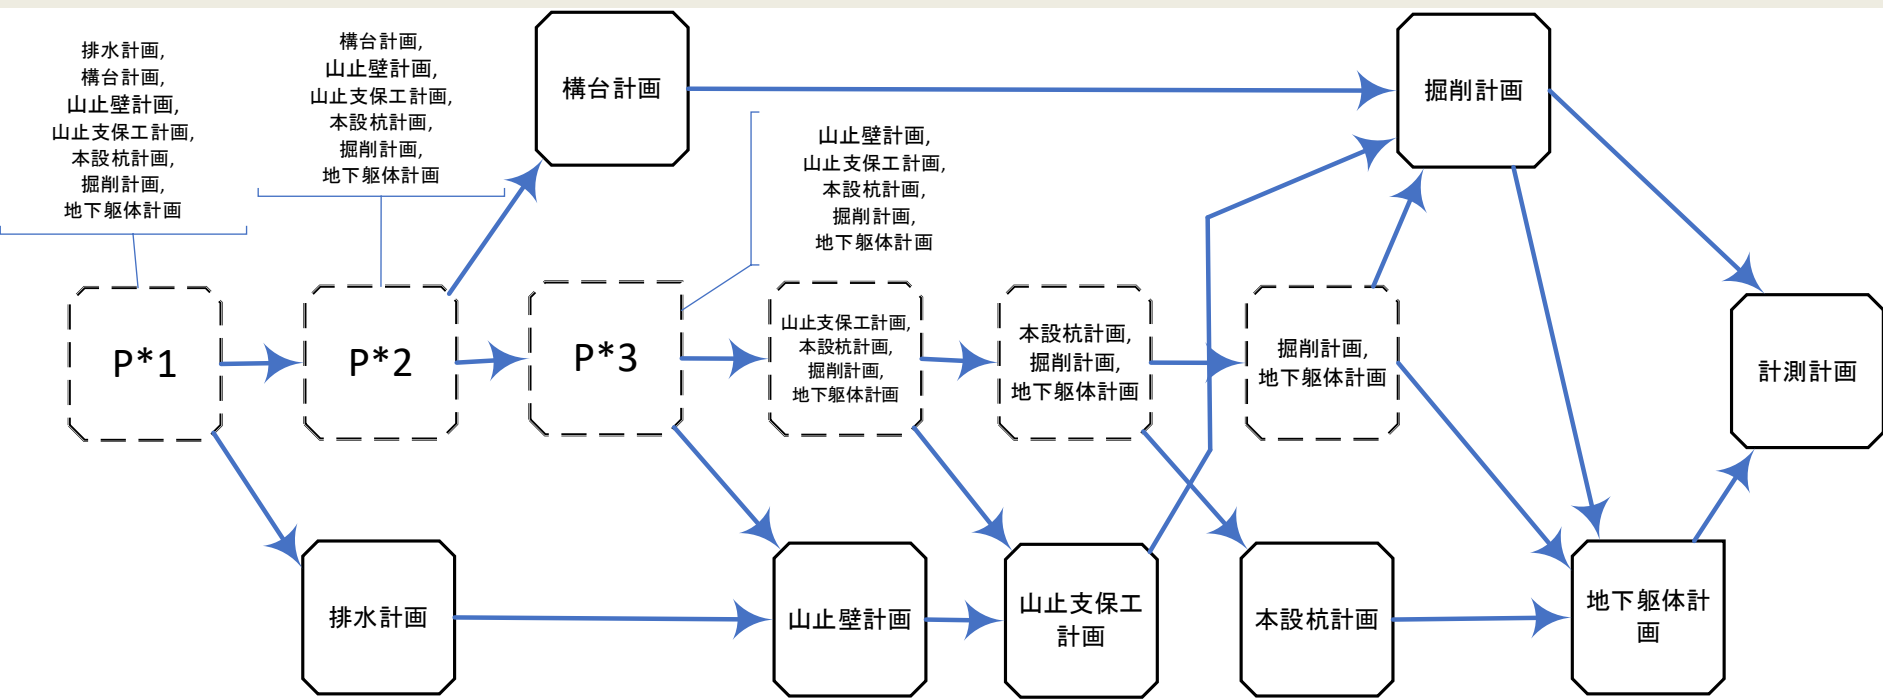 排水計画,
構台計画,
山止壁計画,
山止支保工計画,
本設杭計画,
掘削計画,
地下躯体計画
構台計画,
山止壁計画,
山止支保工計画,
本設杭計画,
掘削計画,
地下躯体計画
構台計画
山止壁計画,
山止支保工計画,
本設杭計画,
掘削計画,
地下躯体計画
掘削計画
P*1
P*2
P*3
山止支保工計画,
本設杭計画,
掘削計画,
地下躯体計画
本設杭計画,
掘削計画,
地下躯体計画
掘削計画,
地下躯体計画
計測計画
排水計画
山止壁計画
山止支保工
計画
本設杭計画
地下躯体計
画